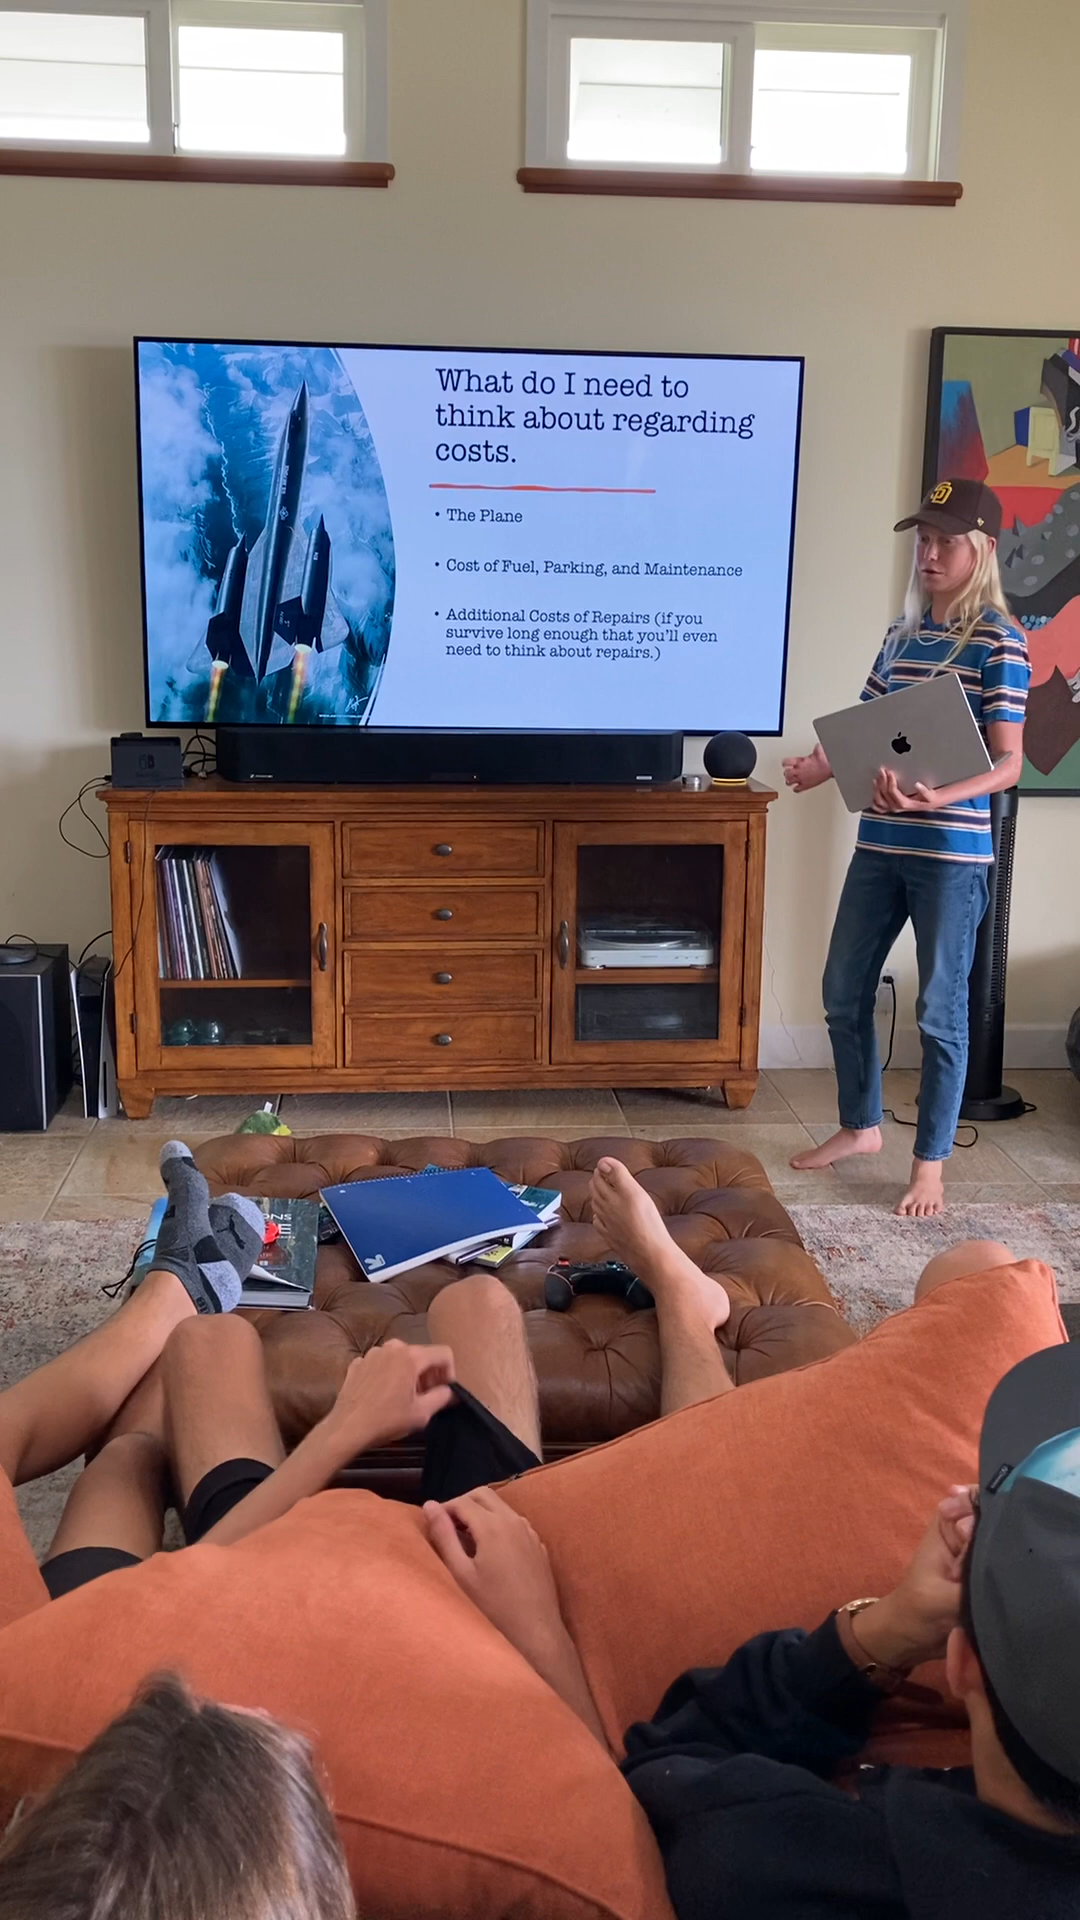 What do I need to
think about regarding
costs.
• The Plane
• Cost of Fuel, Parking, and Maintenance
• Additional Costs of Repairs (if you
survive long enough that you'll even
need to think about repairs.)
SD